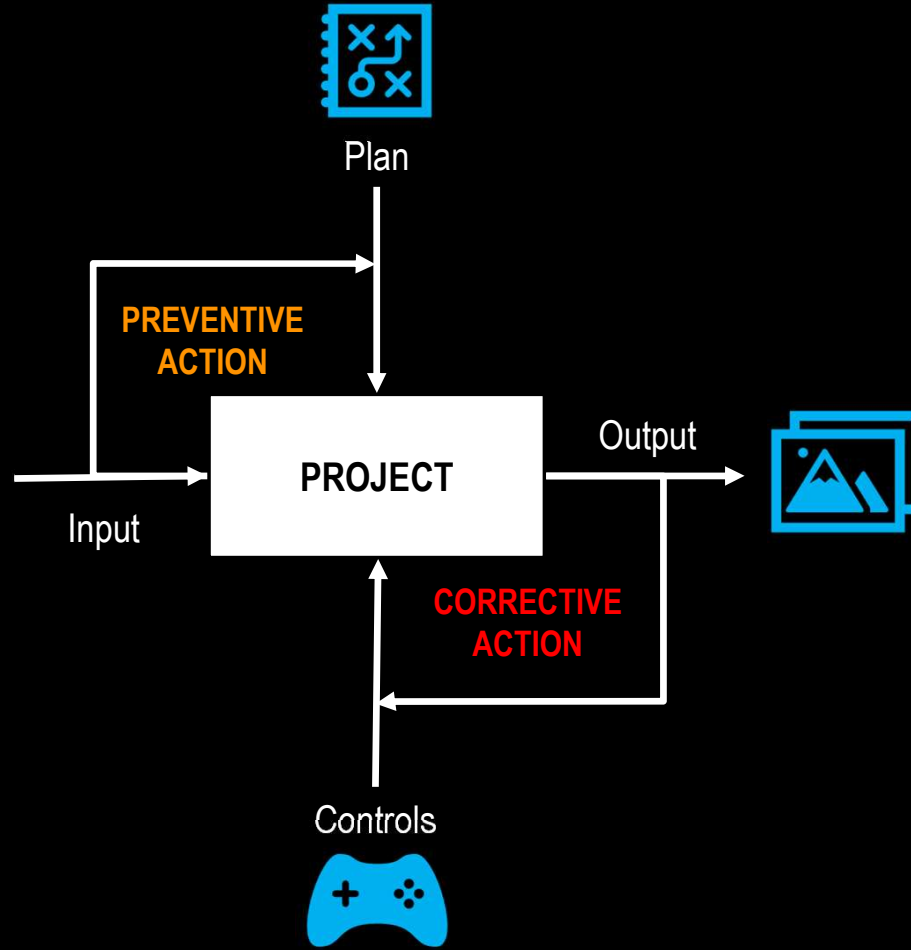 Plan
PREVENTIVE
ACTION
Output
PROJECT
Input
CORRECTIVE
ACTION
Controls